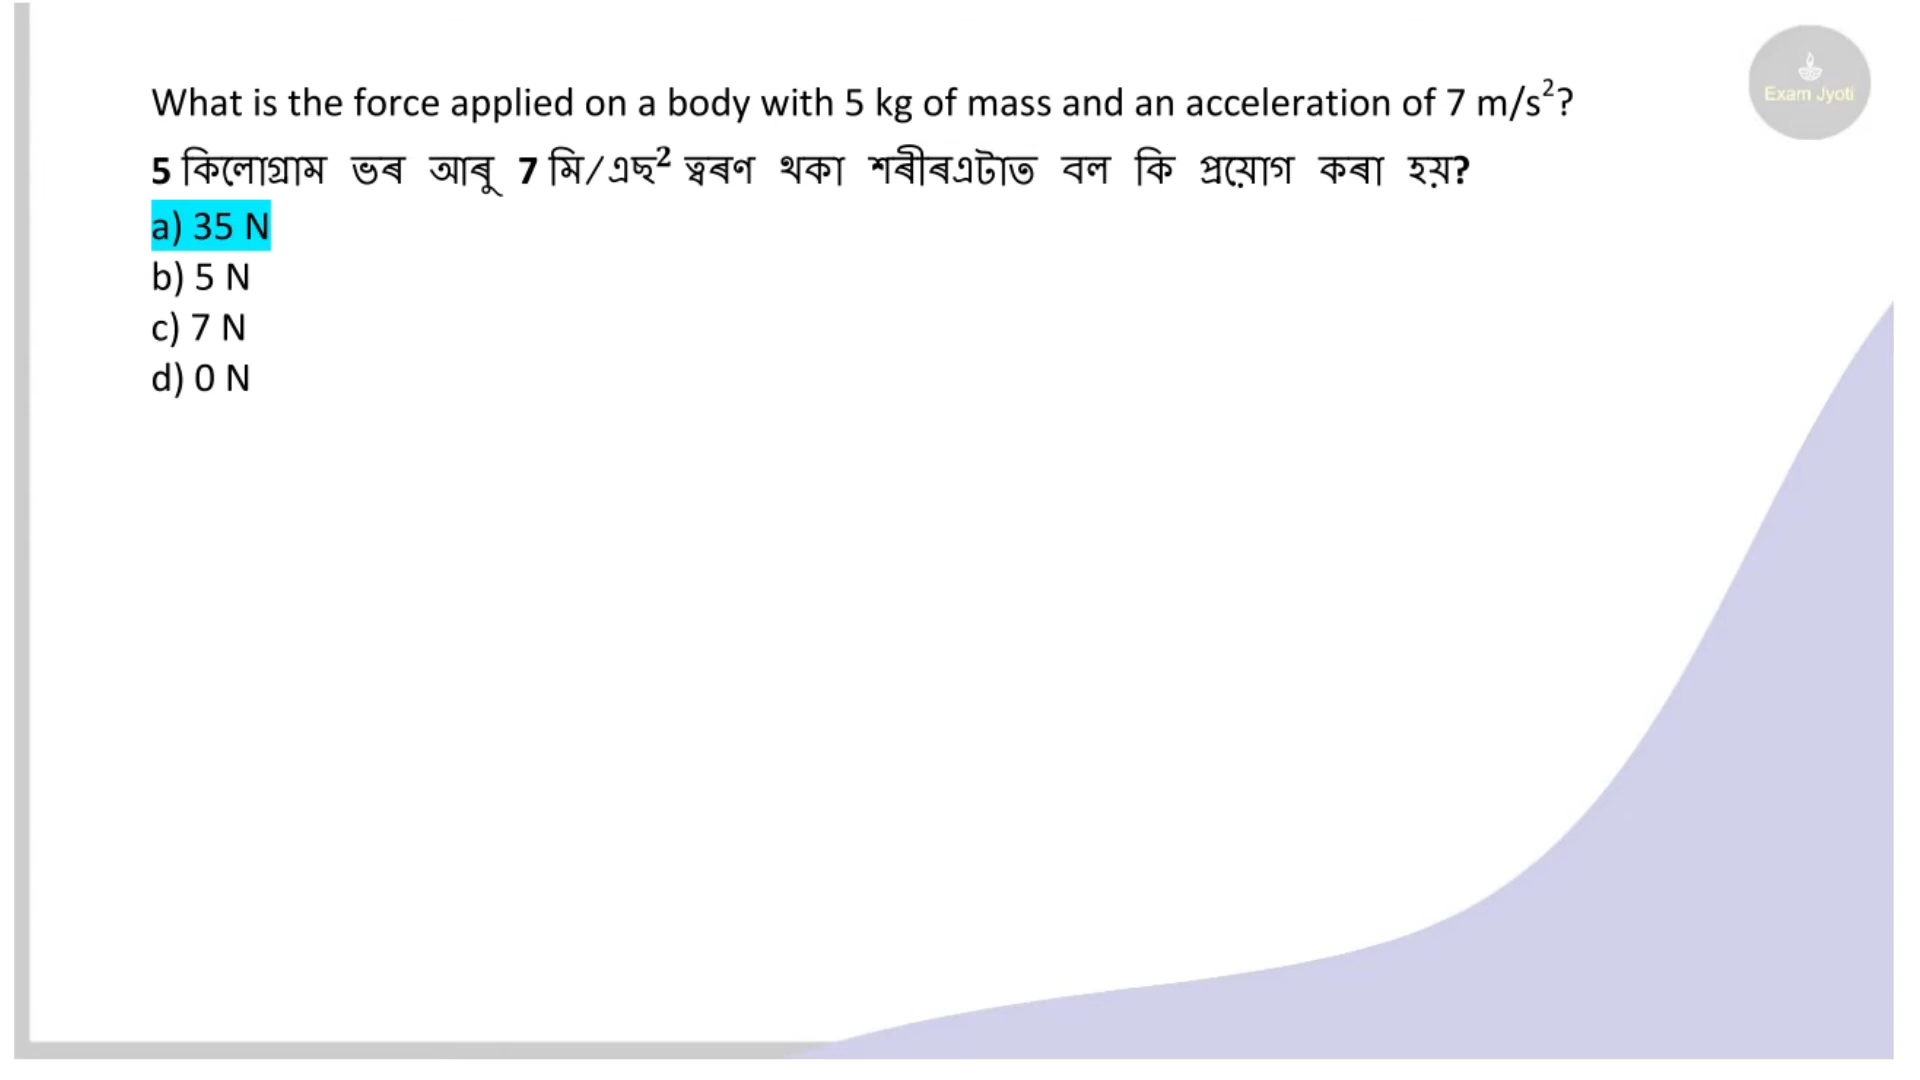 Exam Jyoti
What is the force applied on a body with 5 kg of mass and an acceleration of 7 m/s²?
5 কিলোগ্ৰাম ভৰ আৰু 7 মি/এছ² ত্বৰণ থকা শৰীৰএটাত বল কি প্ৰয়োগ কৰা হয়?
a) 35 N
b) 5 N
c) 7 N
d) 0 N